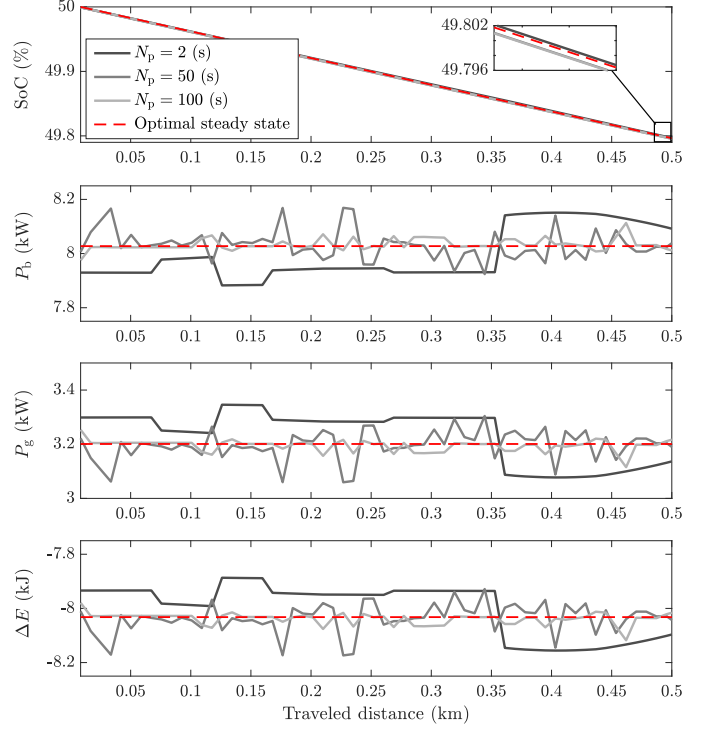 50
49.9
49.8
SoC (%)
49.802
49.796
N_p = 2 (s)
N_p = 50 (s)
N_p = 100 (s)
Optimal steady state
0.05 0.1 0.15 0.2 0.25 0.3 0.35 0.4 0.45 0.5
8.2
8
7.8
P_b (kW)
0.05 0.1 0.15 0.2 0.25 0.3 0.35 0.4 0.45 0.5
3.4
3.2
3
P_g (kW)
0.05 0.1 0.15 0.2 0.25 0.3 0.35 0.4 0.45 0.5
-7.8
-8
-8.2
ΔE (kJ)
0.05 0.1 0.15 0.2 0.25 0.3 0.35 0.4 0.45 0.5
Traveled distance (km)